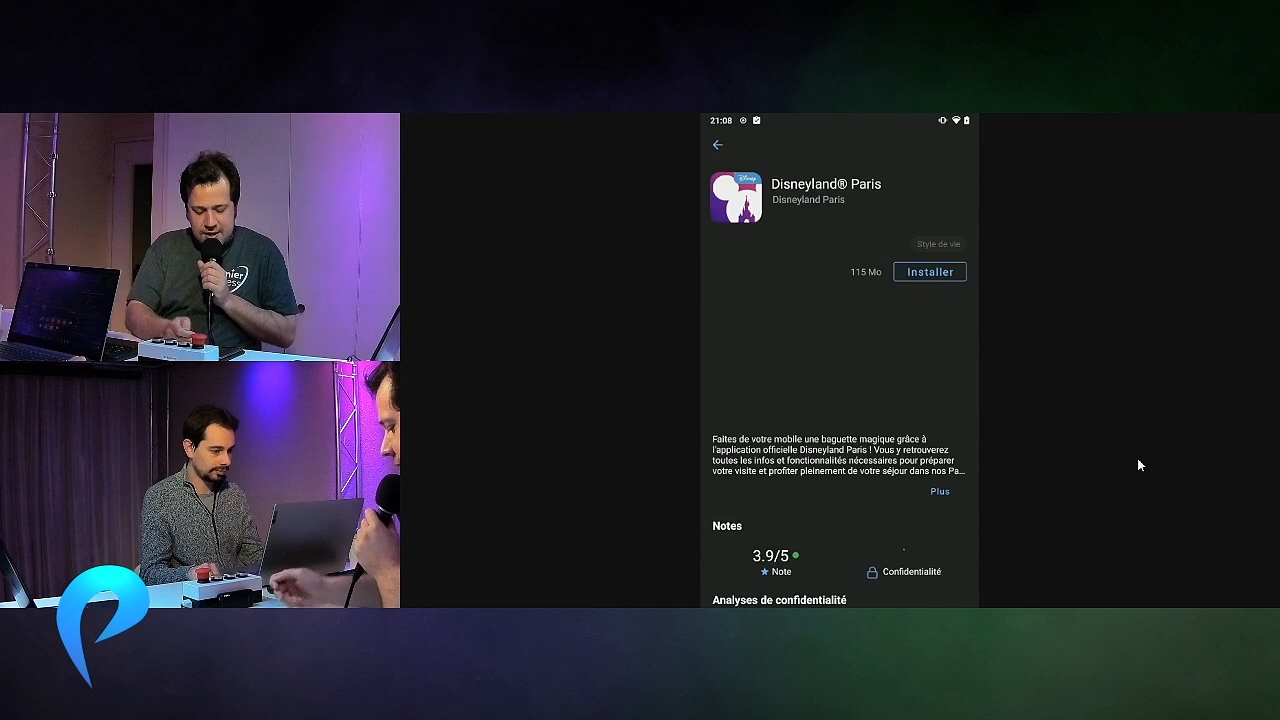 21:08
Disney
Disneyland® Paris
Disneyland Paris
Style de vie
115 Mo
Installer
Faites de votre mobile une baguette magique grâce à
l'application officielle Disneyland Paris ! Vous y retrouverez
toutes les infos et fonctionnalités nécessaires pour préparer
votre visite et profiter pleinement de votre séjour dans nos Pa...
Plus
Notes
3.9/5
Note
Confidentialité
Analyses de confidentialité